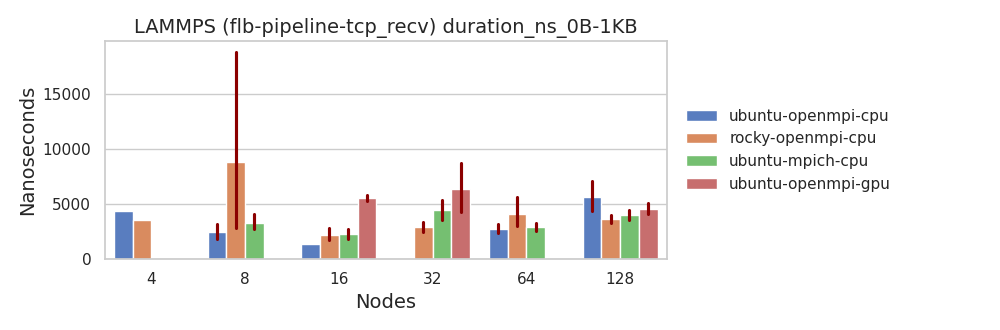 LAMMPS (flb-pipeline-tcp_recv) duration_ns_0B-1KB
Nanoseconds
15000
10000
5000
0
4 8 16 32 64 128
Nodes
ubuntu-openmpi-cpu
rocky-openmpi-cpu
ubuntu-mpich-cpu
ubuntu-openmpi-gpu